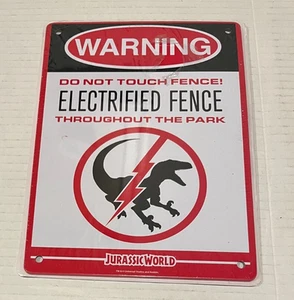 WARNING
DO NOT TOUCH FENCE!
ELECTRIFIED FENCE
THROUGHOUT THE PARK
JURASSIC WORLD